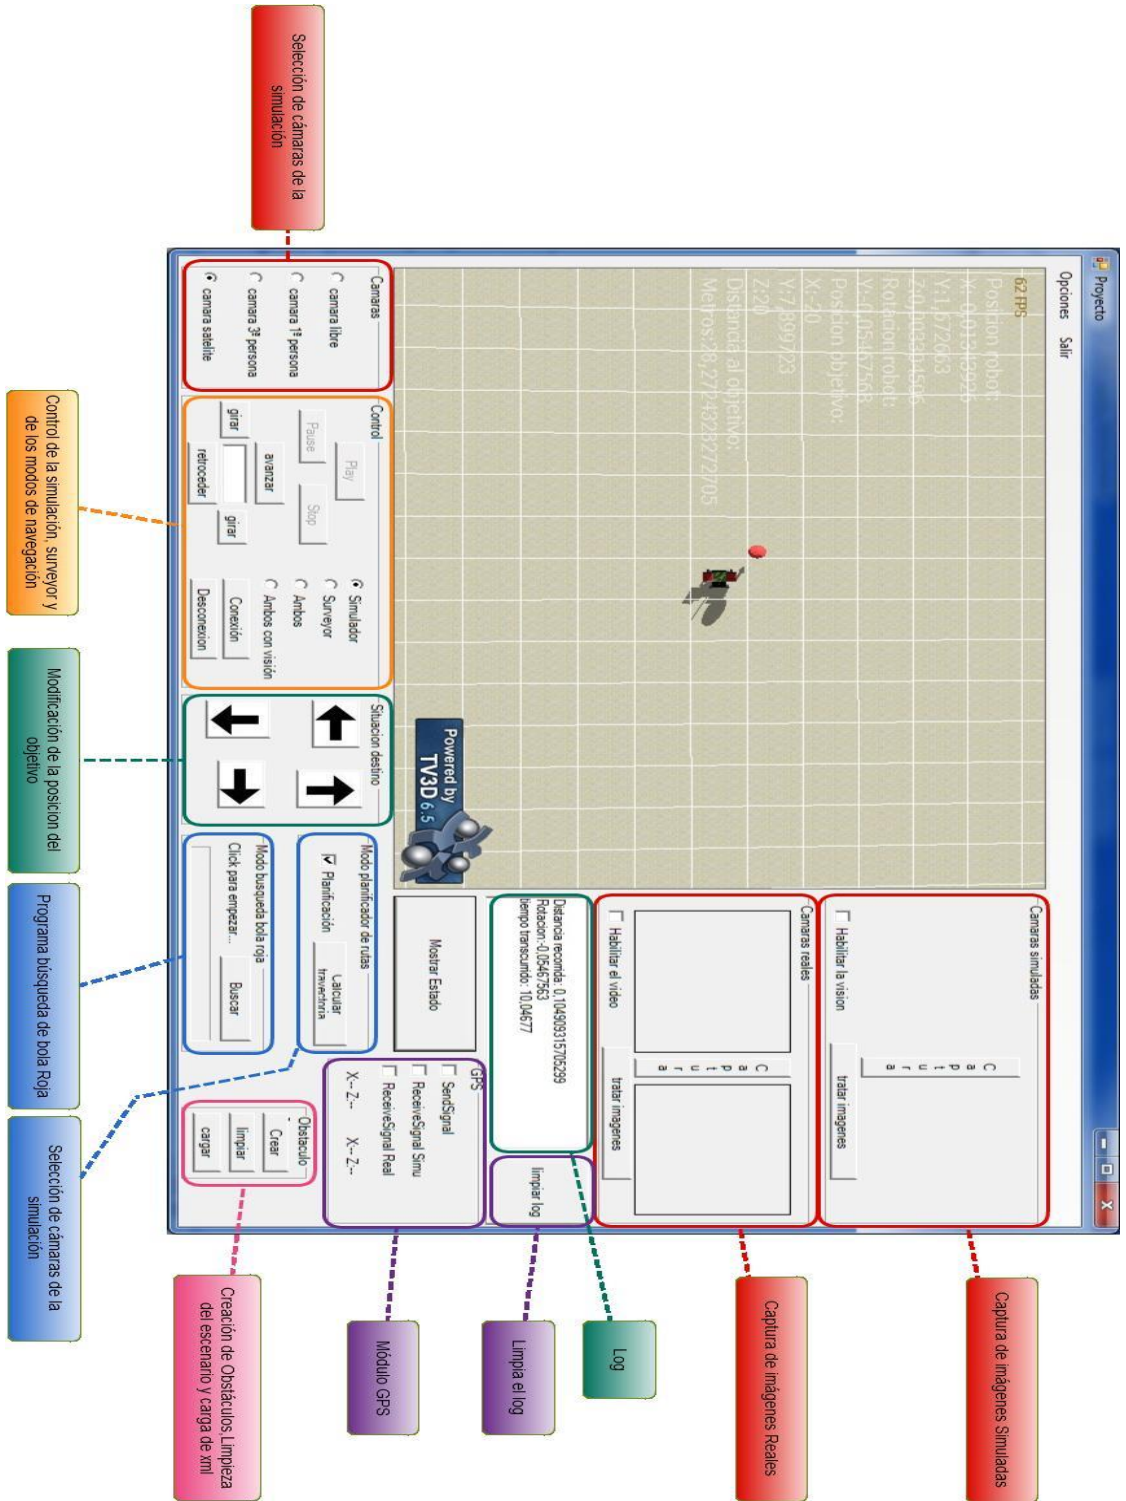 Proyecto
Opciones Salir
62 FPS
Posicion robot:
Rotacion robot:
Posicion objetivo:
Z:20
Distancia al objetivo:
Powered by
TV3D 6.5
Camaras simuladas
Habilitar la vision
Captura
tratar imagenes
Camaras reales
Captura
Habilitar el video
tratar imagenes
Distancia recorrida: 0,104909315705299
Rotacion:-0,05467563
tiempo transcurrido: 10,04677
limpiar log
Mostrar Estado
GPS
SendSignal
ReceiveSignal Simu
ReceiveSignal Real
X-- Z-- X-- Z--
Camaras
camara libre
camara 1ª persona
camara 3ª persona
camara satelite
Control
Play
Pause
Stop
avanzar
girar
girar
retroceder
Simulador
Surveyor
Ambos
Ambos con visión
Conexión
Desconexion
Situacion destino
Modo planificador de rutas
Planificación
Calcular
trayectoria
Modo busqueda bola roja
Click para empezar...
Buscar
Obstaculo
Crear
limpiar
cargar
Selección de cámaras de la
simulación
Control de la simulación, surveyor y
de los modos de navegación
Modificación de la posicion del
objetivo
Programa búsqueda de bola Roja
Selección de cámaras de la
simulación
Captura de imágenes Simuladas
Captura de imágenes Reales
Log
Limpia el log
Módulo GPS
Creación de Obstáculos,Limpieza
del escenario y carga de xml